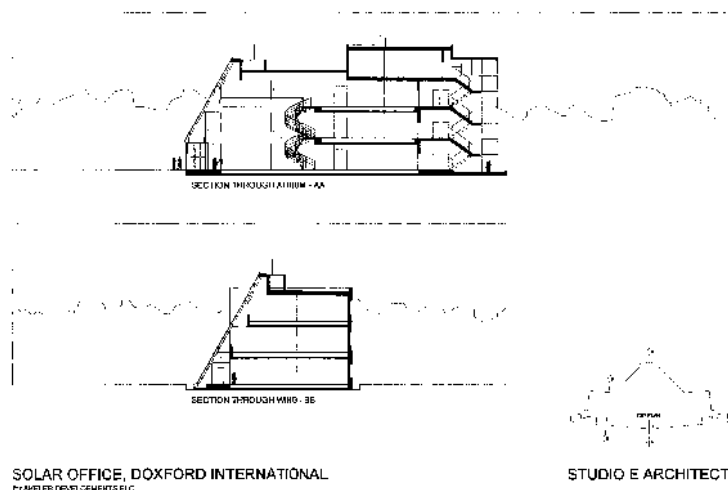 SECTION THROUGH ATRIUM - AA
SECTION THROUGH WING - BB
SOLAR OFFICE, DOXFORD INTERNATIONAL
STUDIO E ARCHITECT